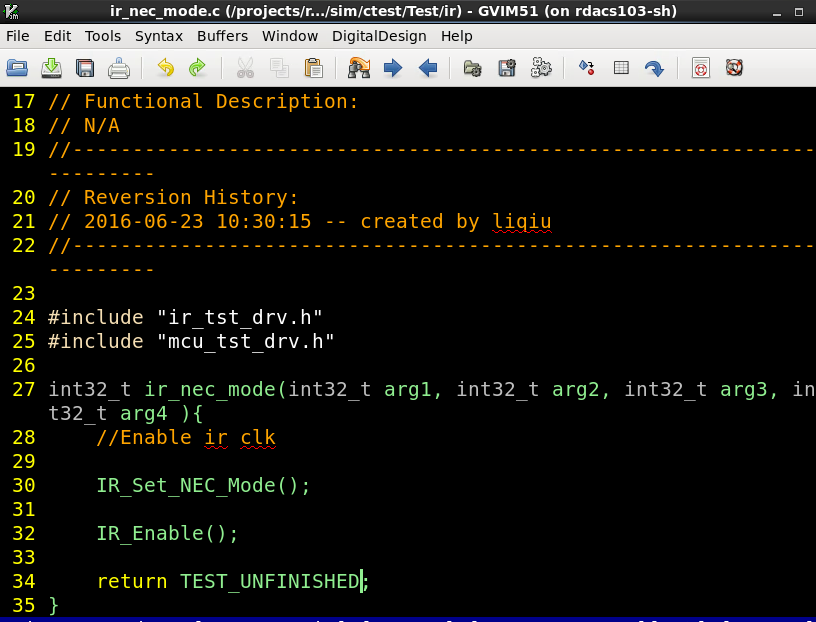 ir_nec_mode.c (/projects/r.../sim/ctest/Test/ir) - GVIM51 (on rdacs103-sh)
File Edit Tools Syntax Buffers Window DigitalDesign Help
17 // Functional Description:
18 // N/A
19 //--------------------------------------------------------------
---------
20 // Reversion History:
21 // 2016-06-23 10:30:15 -- created by liqiu
22 //--------------------------------------------------------------
---------
23
24 #include "ir_tst_drv.h"
25 #include "mcu_tst_drv.h"
26
27 int32_t ir_nec_mode(int32_t arg1, int32_t arg2, int32_t arg3, in
t32_t arg4 ){
28     //Enable ir clk
29
30     IR_Set_NEC_Mode();
31
32     IR_Enable();
33
34     return TEST_UNFINISHED;
35 }